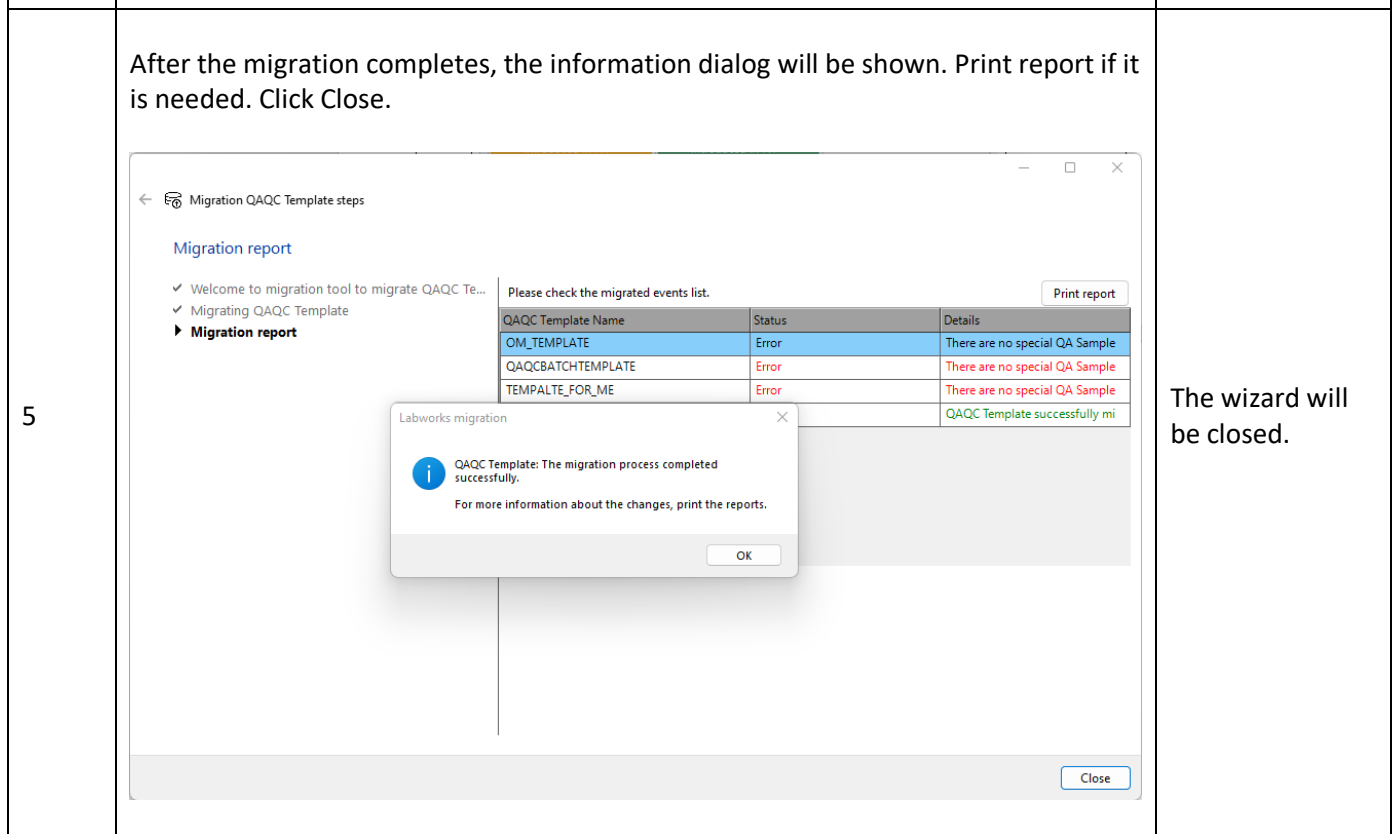 After the migration completes, the information dialog will be shown. Print report if it
is needed. Click Close.
Migration QAQC Template steps
Migration report
Welcome to migration tool to migrate QAQC Te...
Migrating QAQC Template
Migration report
Please check the migrated events list.
Print report
QAQC Template Name Status Details
OM_TEMPLATE Error There are no special QA Sample
QAQCBATCHTEMPLATE Error There are no special QA Sample
TEMPALTE_FOR_ME Error There are no special QA Sample
QAQC Template successfully mi
Labworks migration
QAQC Template: The migration process completed
successfully.
For more information about the changes, print the reports.
OK
Close
5
The wizard will
be closed.